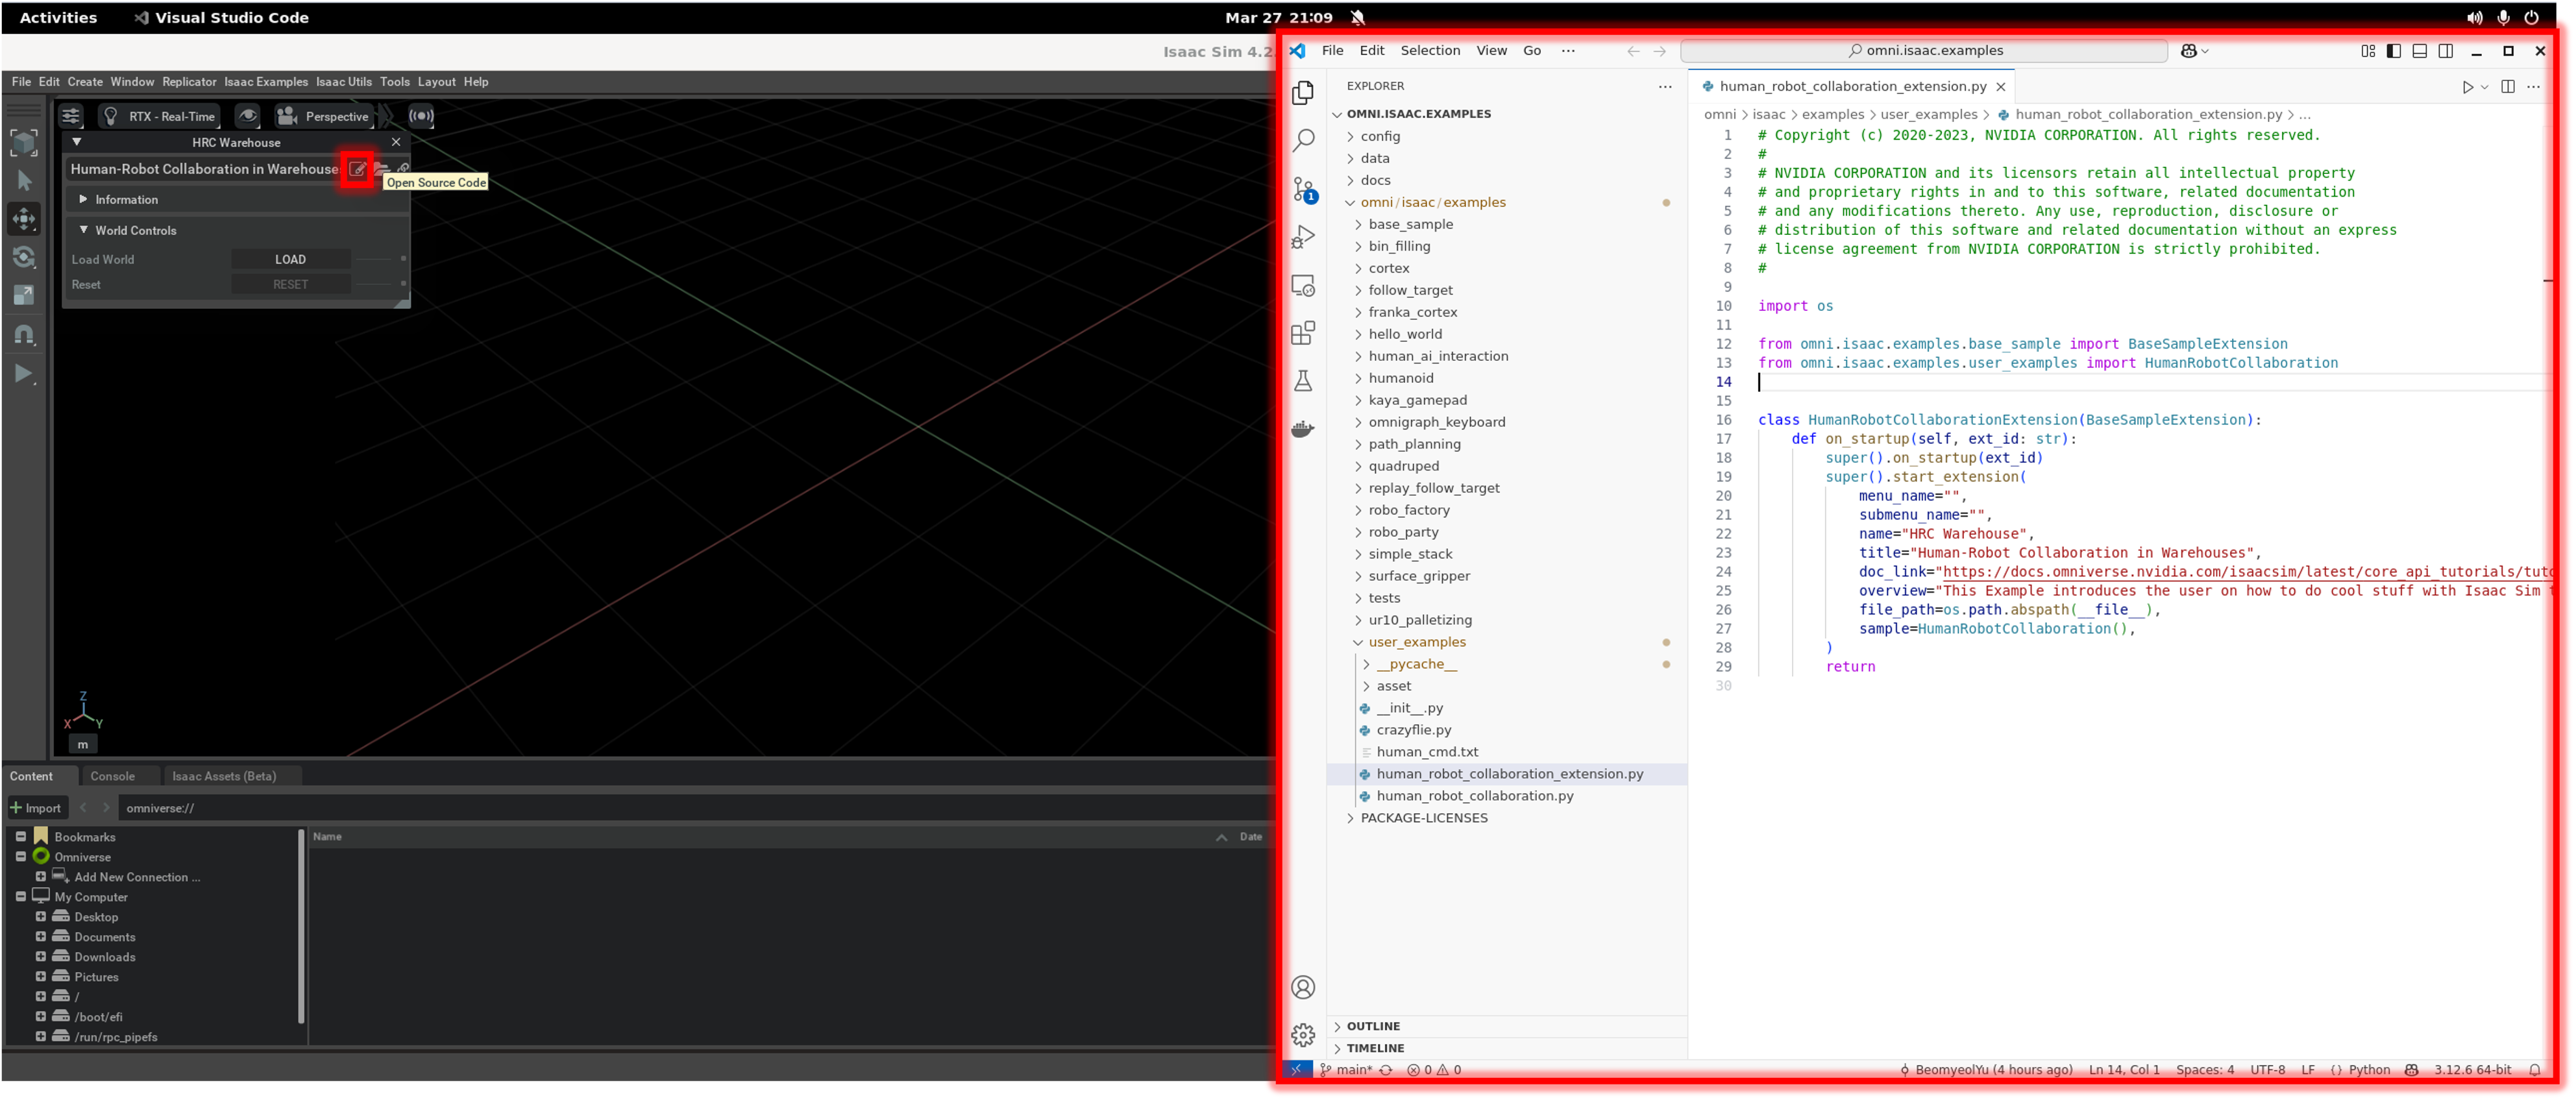 Activities
Visual Studio Code
Mar 27 21:09
Isaac Sim 4.2
File Edit Create Window Replicator Isaac Examples Isaac Utils Tools Layout Help
RTX - Real-Time
Perspective
HRC Warehouse
Human-Robot Collaboration in Warehouse
Open Source Code
Information
World Controls
Load World
LOAD
Reset
RESET
Z
X
Y
m
Content
Console
Isaac Assets (Beta)
Import
omniverse://
Bookmarks
Omniverse
Add New Connection ...
My Computer
Desktop
Documents
Downloads
Pictures
/
/boot/efi
/run/rpc_pipefs
Name
Date
File Edit Selection View Go ...
omni.isaac.examples
EXPLORER
...
OMNI.ISAAC.EXAMPLES
config
data
docs
omni/isaac/examples
base_sample
bin_filling
cortex
follow_target
franka_cortex
hello_world
human_ai_interaction
humanoid
kaya_gamepad
omnigraph_keyboard
path_planning
quadruped
replay_follow_target
robo_factory
robo_party
simple_stack
surface_gripper
tests
ur10_palletizing
user_examples
__pycache__
asset
__init__.py
crazyflie.py
human_cmd.txt
human_robot_collaboration_extension.py
human_robot_collaboration.py
PACKAGE-LICENSES
OUTLINE
TIMELINE
1
human_robot_collaboration_extension.py
...
omni > isaac > examples > user_examples > human_robot_collaboration_extension.py > ...
1 # Copyright (c) 2020-2023, NVIDIA CORPORATION. All rights reserved.
2 #
3 # NVIDIA CORPORATION and its licensors retain all intellectual property
4 # and proprietary rights in and to this software, related documentation
5 # and any modifications thereto. Any use, reproduction, disclosure or
6 # distribution of this software and related documentation without an express
7 # license agreement from NVIDIA CORPORATION is strictly prohibited.
8 #
9
10 import os
11
12 from omni.isaac.examples.base_sample import BaseSampleExtension
13 from omni.isaac.examples.user_examples import HumanRobotCollaboration
14
15
16 class HumanRobotCollaborationExtension(BaseSampleExtension):
17 def on_startup(self, ext_id: str):
18 super().on_startup(ext_id)
19 super().start_extension(
20 menu_name="",
21 submenu_name="",
22 name="HRC Warehouse",
23 title="Human-Robot Collaboration in Warehouses",
24 doc_link="https://docs.omniverse.nvidia.com/isaacsim/latest/core_api_tutorials/tuto
25 overview="This Example introduces the user on how to do cool stuff with Isaac Sim t
26 file_path=os.path.abspath(__file__),
27 sample=HumanRobotCollaboration(),
28 )
29 return
30
main*
0
0
BeomyeolYu (4 hours ago)
Ln 14, Col 1
Spaces: 4
UTF-8
LF
{ } Python
3.12.6 64-bit